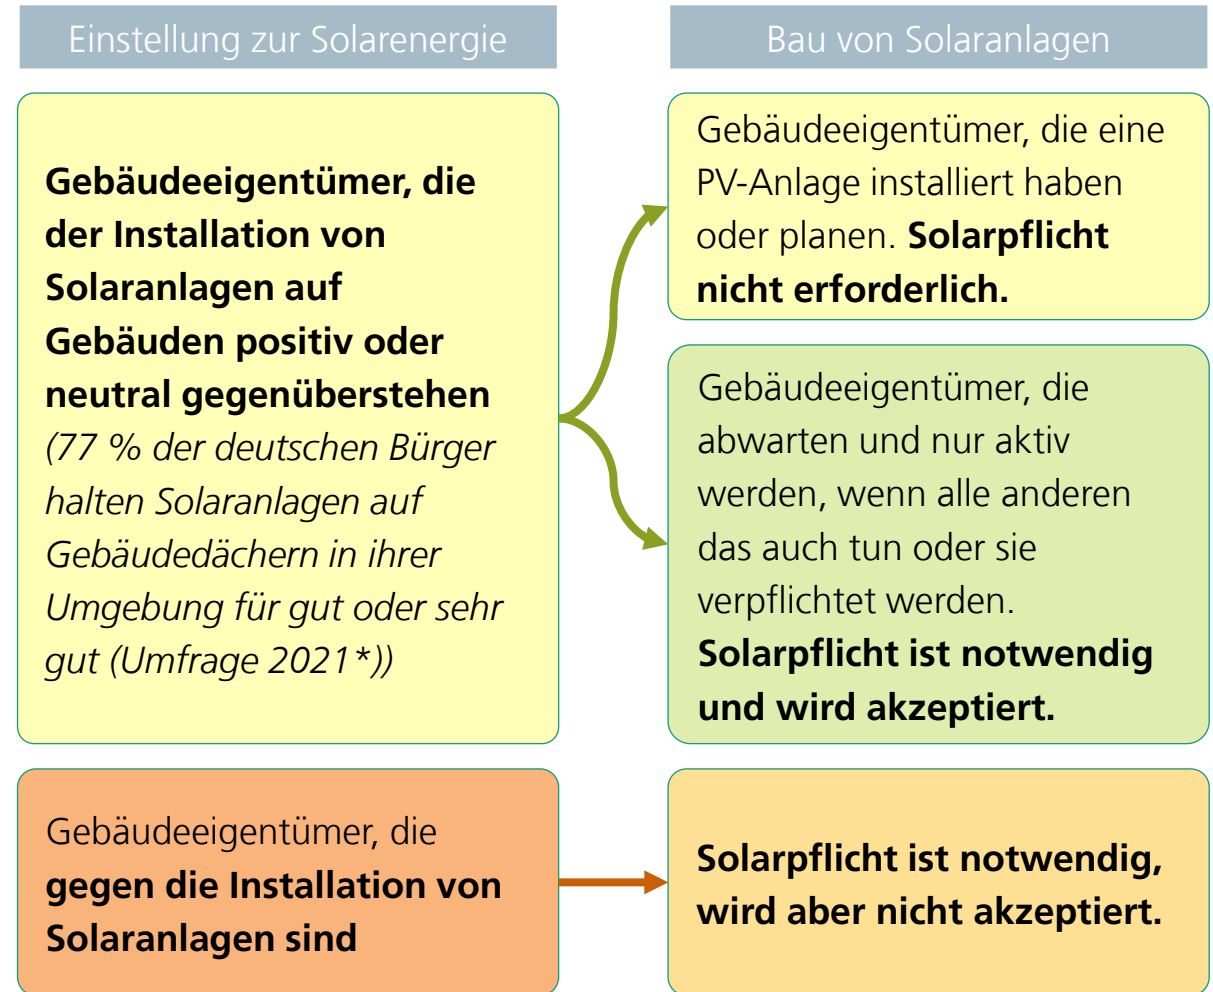 Einstellung zur Solarenergie
Bau von Solaranlagen
Gebäudeeigentümer, die
der Installation von
Solaranlagen auf
Gebäuden positiv oder
neutral gegenüberstehen
(77 % der deutschen Bürger
halten Solaranlagen auf
Gebäudedächern in ihrer
Umgebung für gut oder sehr
gut (Umfrage 2021*))
Gebäudeeigentümer, die eine
PV-Anlage installiert haben
oder planen. Solarpflicht
nicht erforderlich.
Gebäudeeigentümer, die
abwarten und nur aktiv
werden, wenn alle anderen
das auch tun oder sie
verpflichtet werden.
Solarpflicht ist notwendig
und wird akzeptiert.
Gebäudeeigentümer, die
gegen die Installation von
Solaranlagen sind
Solarpflicht ist notwendig,
wird aber nicht akzeptiert.